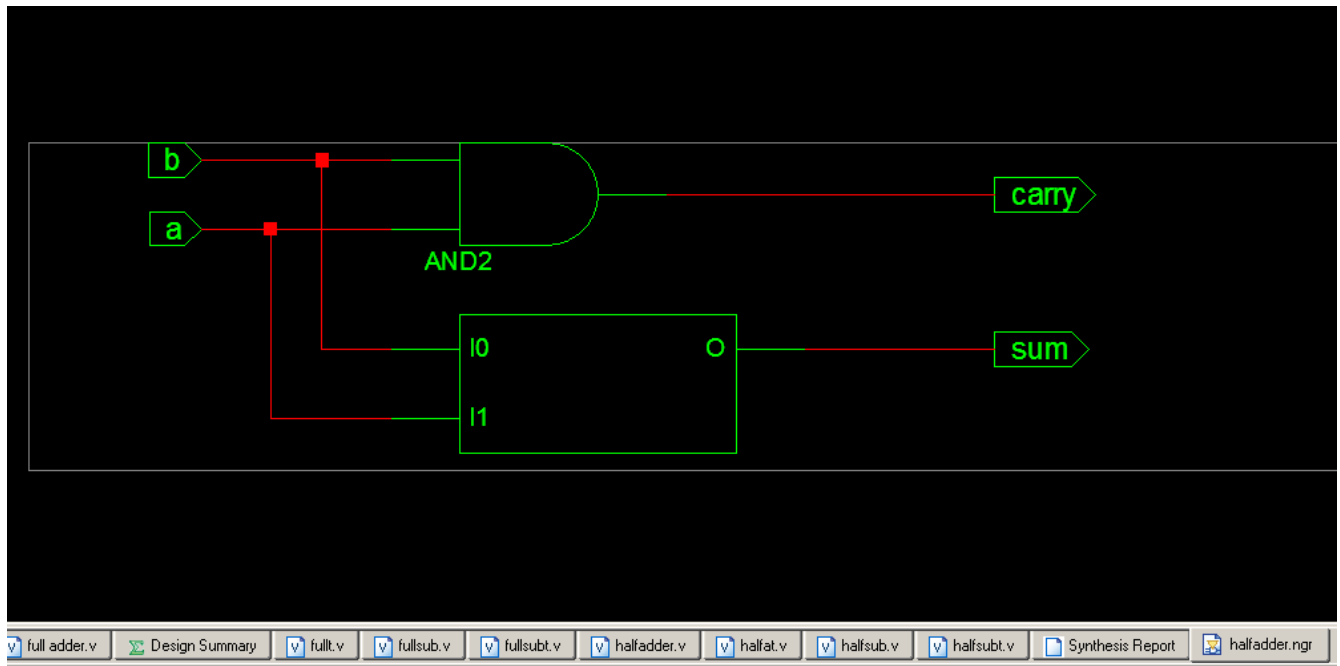 b
a
AND2
carry
I0
O
I1
sum
full adder.v
Design Summary
fullt.v
fullsub.v
fullsubt.v
halfadder.v
halfat.v
halfsub.v
halfsubt.v
Synthesis Report
halfadder.ngr